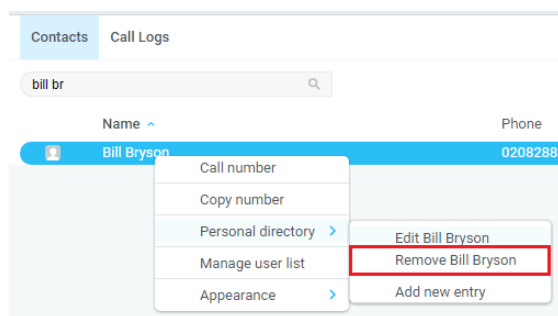 Contacts Call Logs
bill br
Name Phone
Bill Bryson 0208288
Call number
Copy number
Personal directory
Manage user list
Appearance
Edit Bill Bryson
Remove Bill Bryson
Add new entry